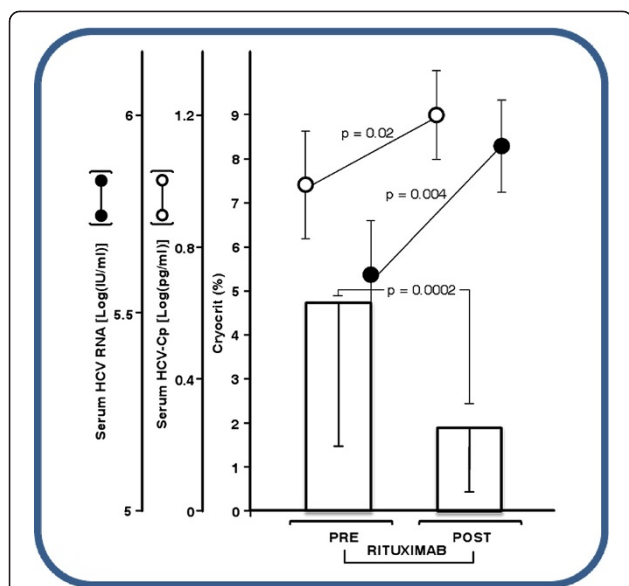 Serum HCV RNA [Log(IU/ml)]
6
5.5
5
Serum HCV-Cp [Log(pg/ml)]
1.2
0.8
0.4
0
Cryocrit (%)
9
8
7
6
5
4
3
2
1
0
p = 0.02
p = 0.004
p = 0.0002
PRE
POST
RITUXIMAB